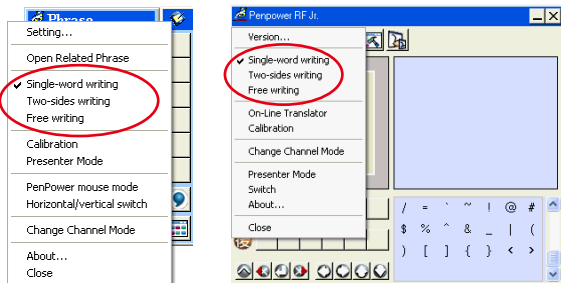 Phrase
Setting...
Open Related Phrase
Single-word writing
Two-sides writing
Free writing
Calibration
Presenter Mode
PenPower mouse mode
Horizontal/vertical switch
Change Channel Mode
About...
Close
Penpower RF Jr.
Version...
Single-word writing
Two-sides writing
Free writing
On-Line Translator
Calibration
Change Channel Mode
Presenter Mode
Switch
About...
Close
/ = ` ~ ! @ #
$ % ^ & _ | (
) [ ] { } < >